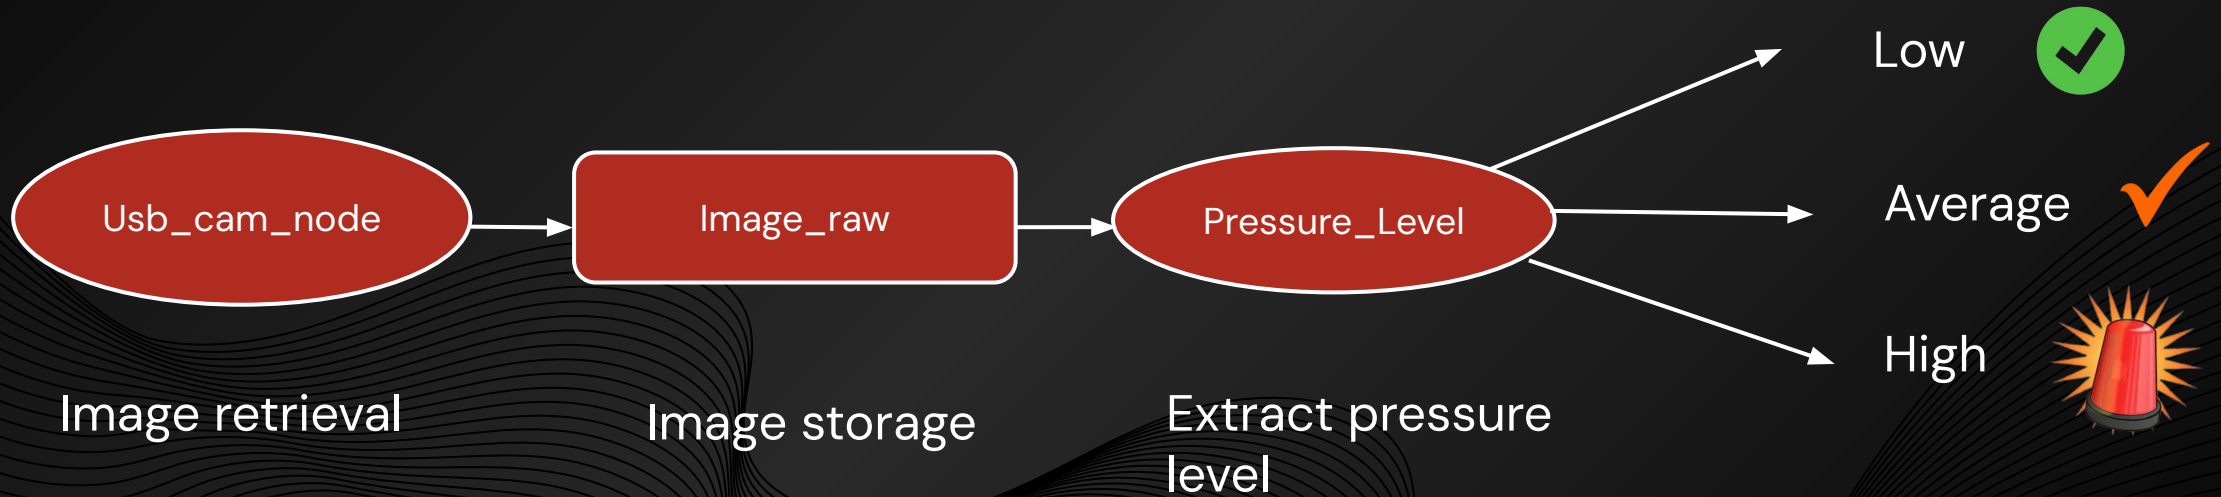 Usb_cam_node
Image_raw
Pressure_Level
Low
Average
High
Image retrieval
Image storage
Extract pressure
level